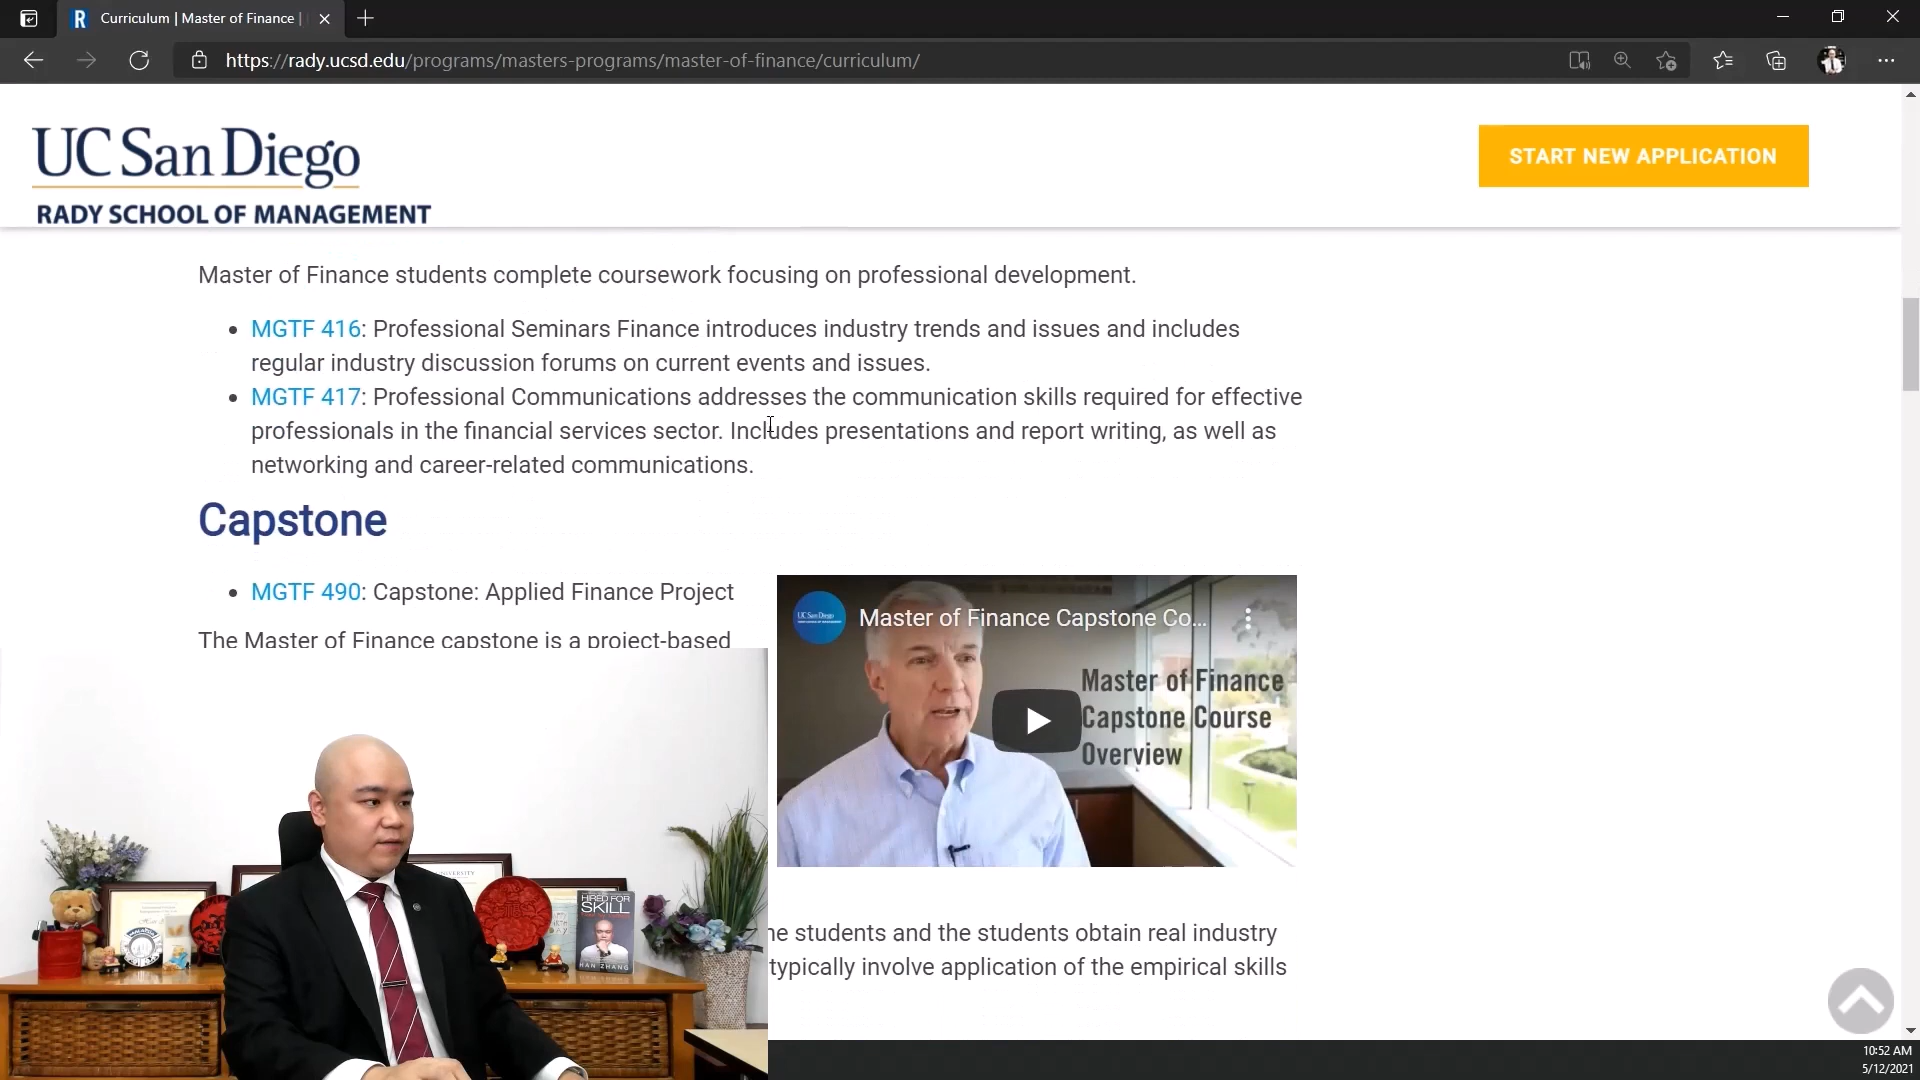 Curriculum | Master of Finance |
https://rady.ucsd.edu/programs/masters-programs/master-of-finance/curriculum/
UC San Diego
RADY SCHOOL OF MANAGEMENT
START NEW APPLICATION
Master of Finance students complete coursework focusing on professional development.
MGTF 416: Professional Seminars Finance introduces industry trends and issues and includes
regular industry discussion forums on current events and issues.
MGTF 417: Professional Communications addresses the communication skills required for effective
professionals in the financial services sector. Includes presentations and report writing, as well as
networking and career-related communications.
Capstone
MGTF 490: Capstone: Applied Finance Project
The Master of Finance capstone is a project-based
UC San Diego
Master of Finance Capstone Co...
Master of Finance
Capstone Course
Overview
HIRED FOR
SKILL
HAN ZHANG
he students and the students obtain real industry
typically involve application of the empirical skills
10:52 AM
5/12/2021